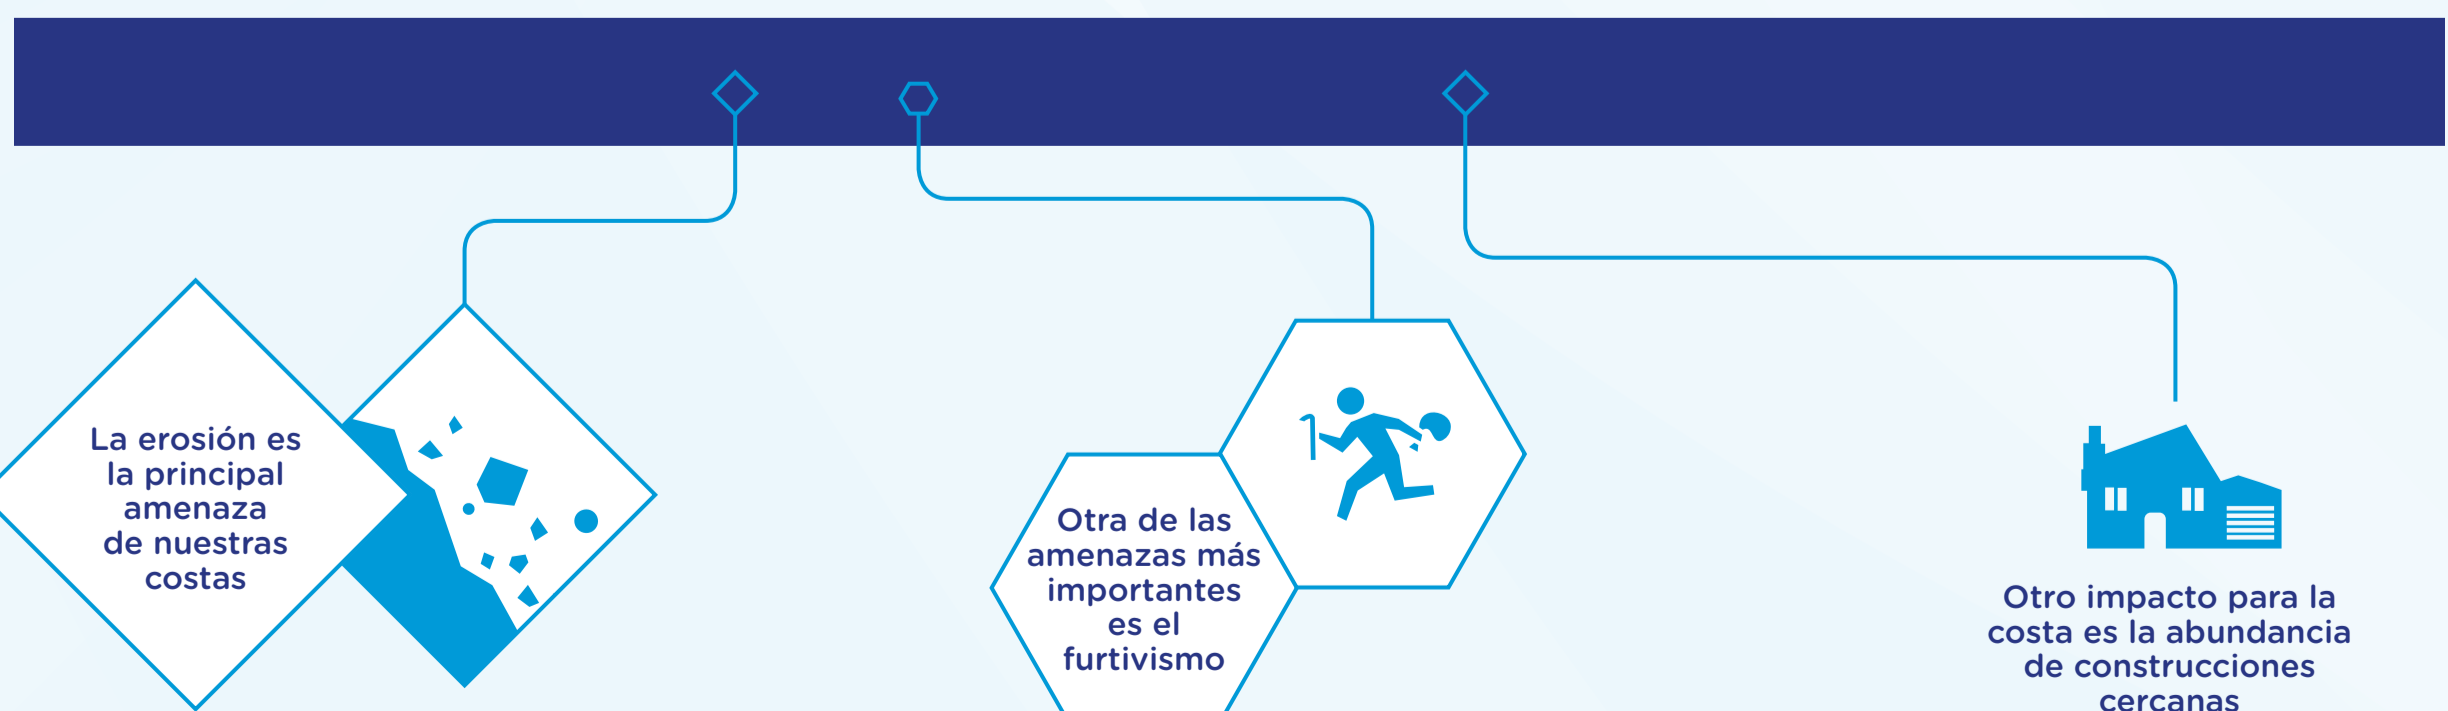 La erosión es
la principal
amenaza
de nuestras
costas
Otra de las
amenazas más
importantes
es el
furtivismo
Otro impacto para la
costa es la abundancia
de construcciones
cercanas